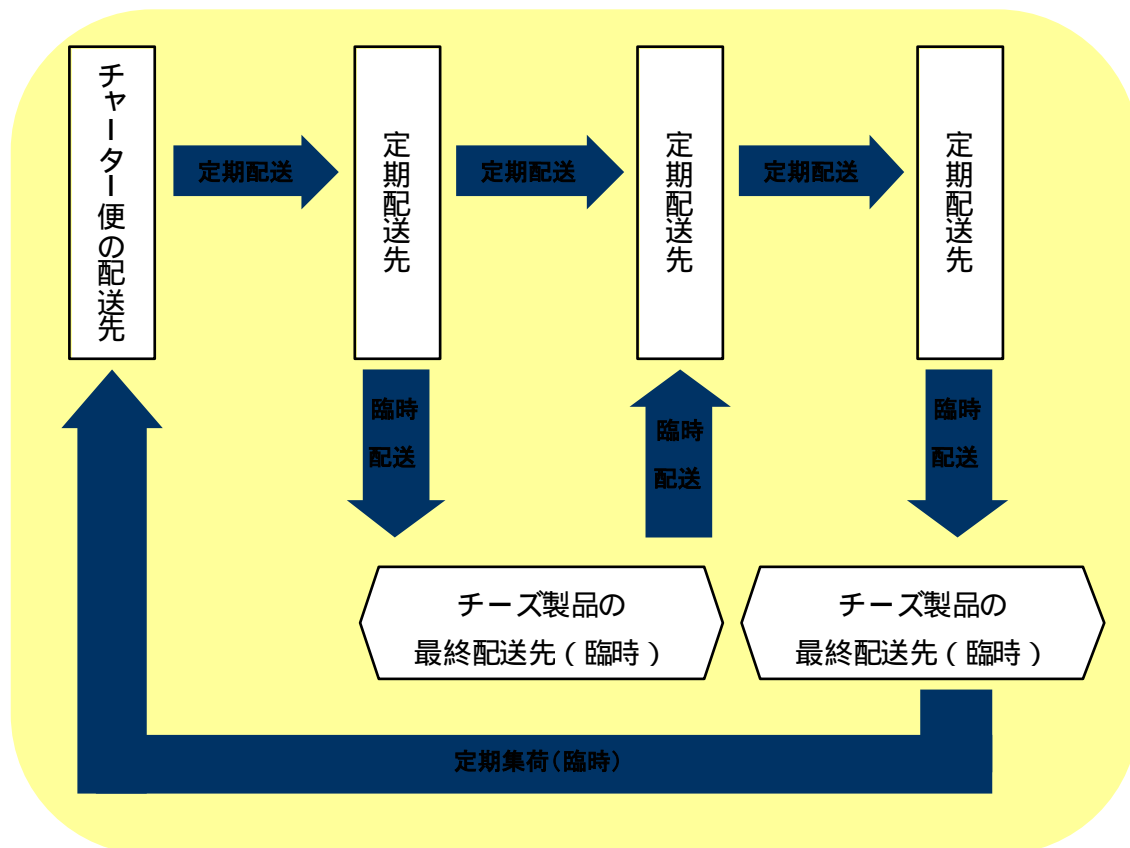 チャーター便の配送先
定期配送
定期配送先
定期配送
定期配送先
定期配送
定期配送先
臨時
配送
臨時
配送
臨時
配送
チーズ製品の
最終配送先(臨時)
チーズ製品の
最終配送先(臨時)
定期集荷(臨時)